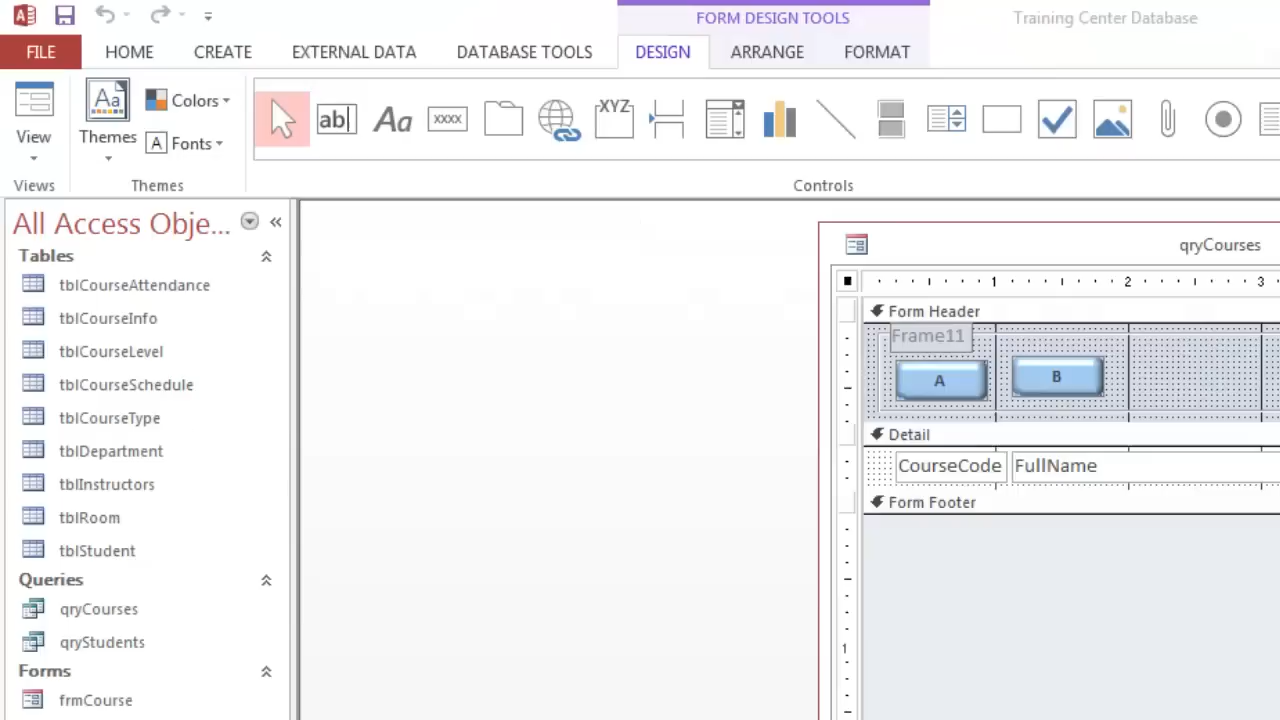 FORM DESIGN TOOLS
Training Center Database
FILE
HOME
CREATE
EXTERNAL DATA
DATABASE TOOLS
DESIGN
ARRANGE
FORMAT
View
Themes
Aa
Colors
A Fonts
ab|
Aa
XXXX
XYZ
Views
Themes
Controls
All Access Obje...
Tables
tblCourseAttendance
tblCourseInfo
tblCourseLevel
tblCourseSchedule
tblCourseType
tblDepartment
tblInstructors
tblRoom
tblStudent
Queries
qryCourses
qryStudents
Forms
frmCourse
qryCourses
1 2 3
Form Header
Frame11
A
B
Detail
CourseCode
FullName
Form Footer
1